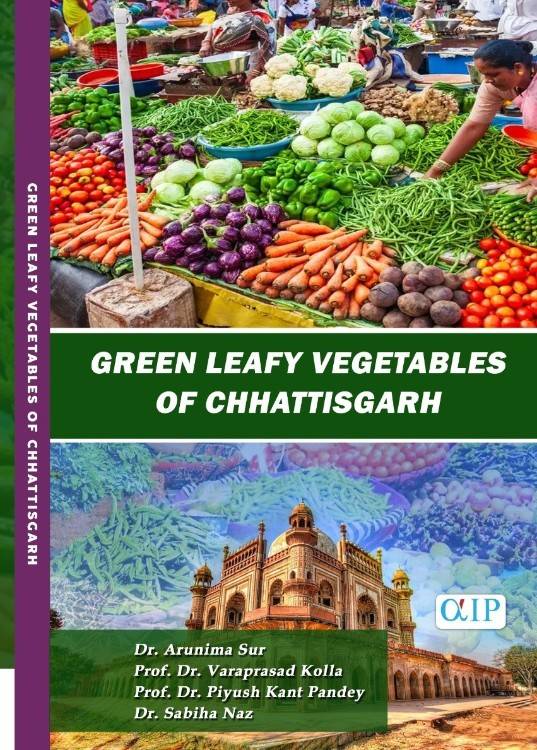 GREEN LEAFY VEGETABLES OF CHHATTISGARH
GREEN LEAFY VEGETABLES
OF CHHATTISGARH
αIP
Dr. Arunima Sur
Prof. Dr. Varaprasad Kolla
Prof. Dr. Piyush Kant Pandey
Dr. Sabiha Naz